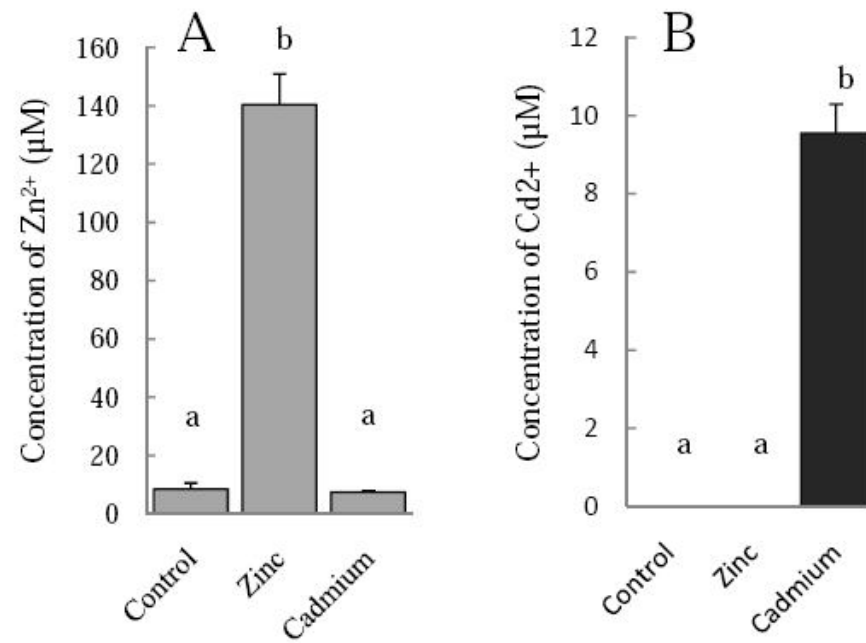 A
Concentration of Zn²⁺ (µM)
160
140
120
100
80
60
40
20
0
a
b
a
Control
Zinc
Cadmium
B
Concentration of Cd2+ (µM)
12
10
8
6
4
2
0
a
a
b
Control
Zinc
Cadmium